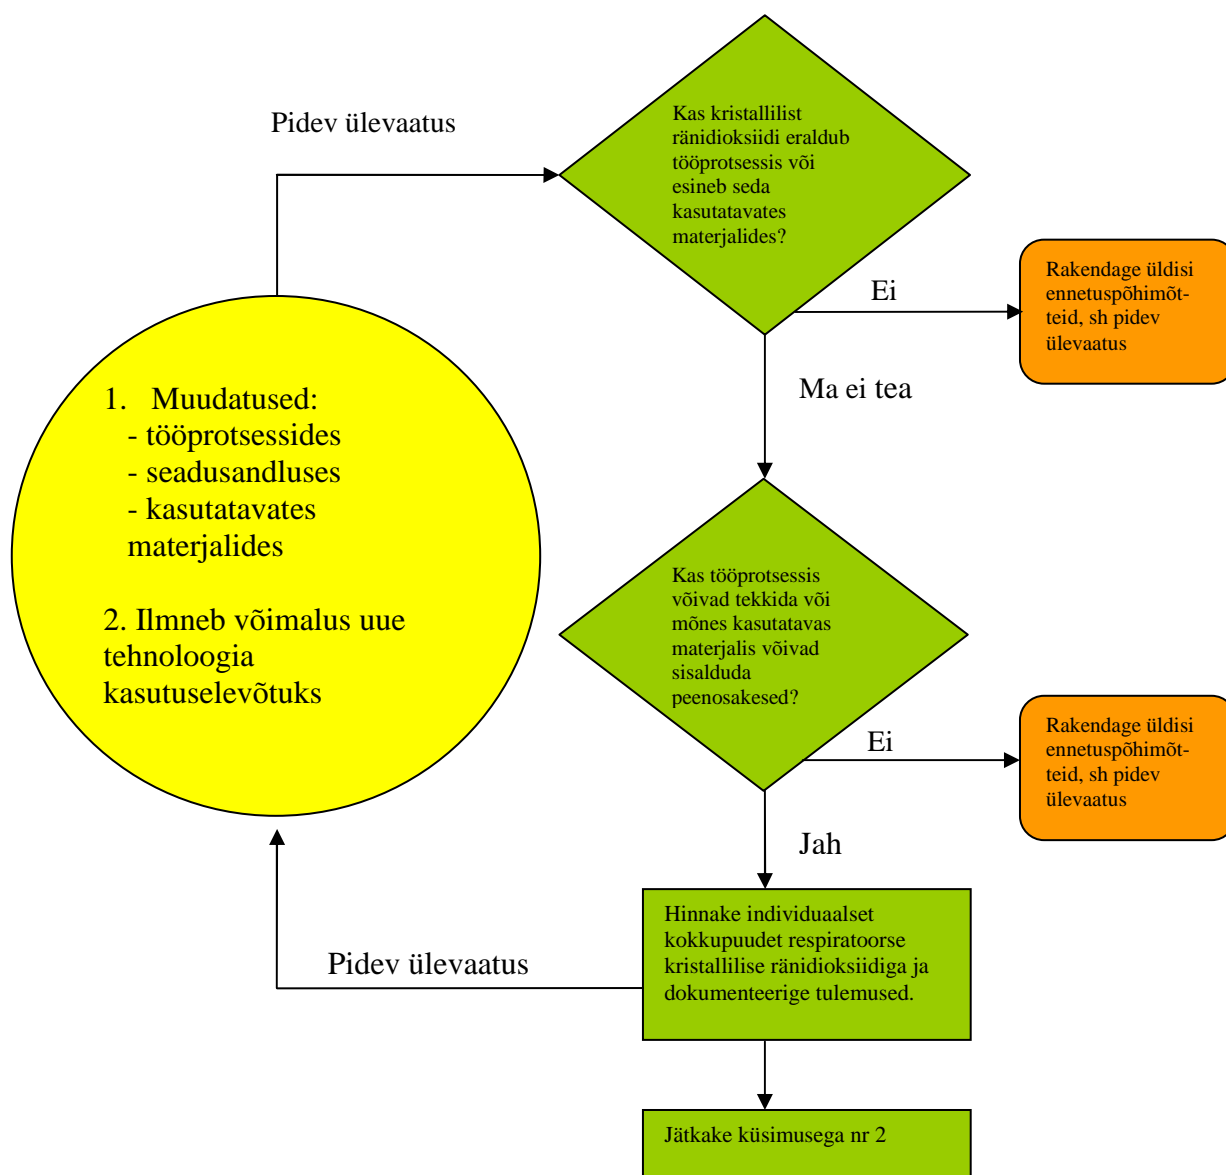 Pidev ülevaatus
Kas kristallilist
ränidioksiidi eraldub
tööprotsessis või
esineb seda
kasutatavates
materjalides?
Ei
Rakendage üldisi
ennetuspõhimõt-
teid, sh pidev
ülevaatus
Ma ei tea
1. Muudatused:
- tööprotsessides
- seadusandluses
- kasutatavates
materjalides
2. Ilmneb võimalus uue
tehnoloogia
kasutuselevõtuks
Kas tööprotsessis
võivad tekkida või
mõnes kasutatavas
materjalis võivad
sisalduda
peenosakesed?
Ei
Rakendage üldisi
ennetuspõhimõt-
teid, sh pidev
ülevaatus
Jah
Hinnake individuaalset
kokkupuudet respiratoorse
kristallilise ränidioksiidiga ja
dokumenteerige tulemused.
Pidev ülevaatus
Jätkake küsimusega nr 2